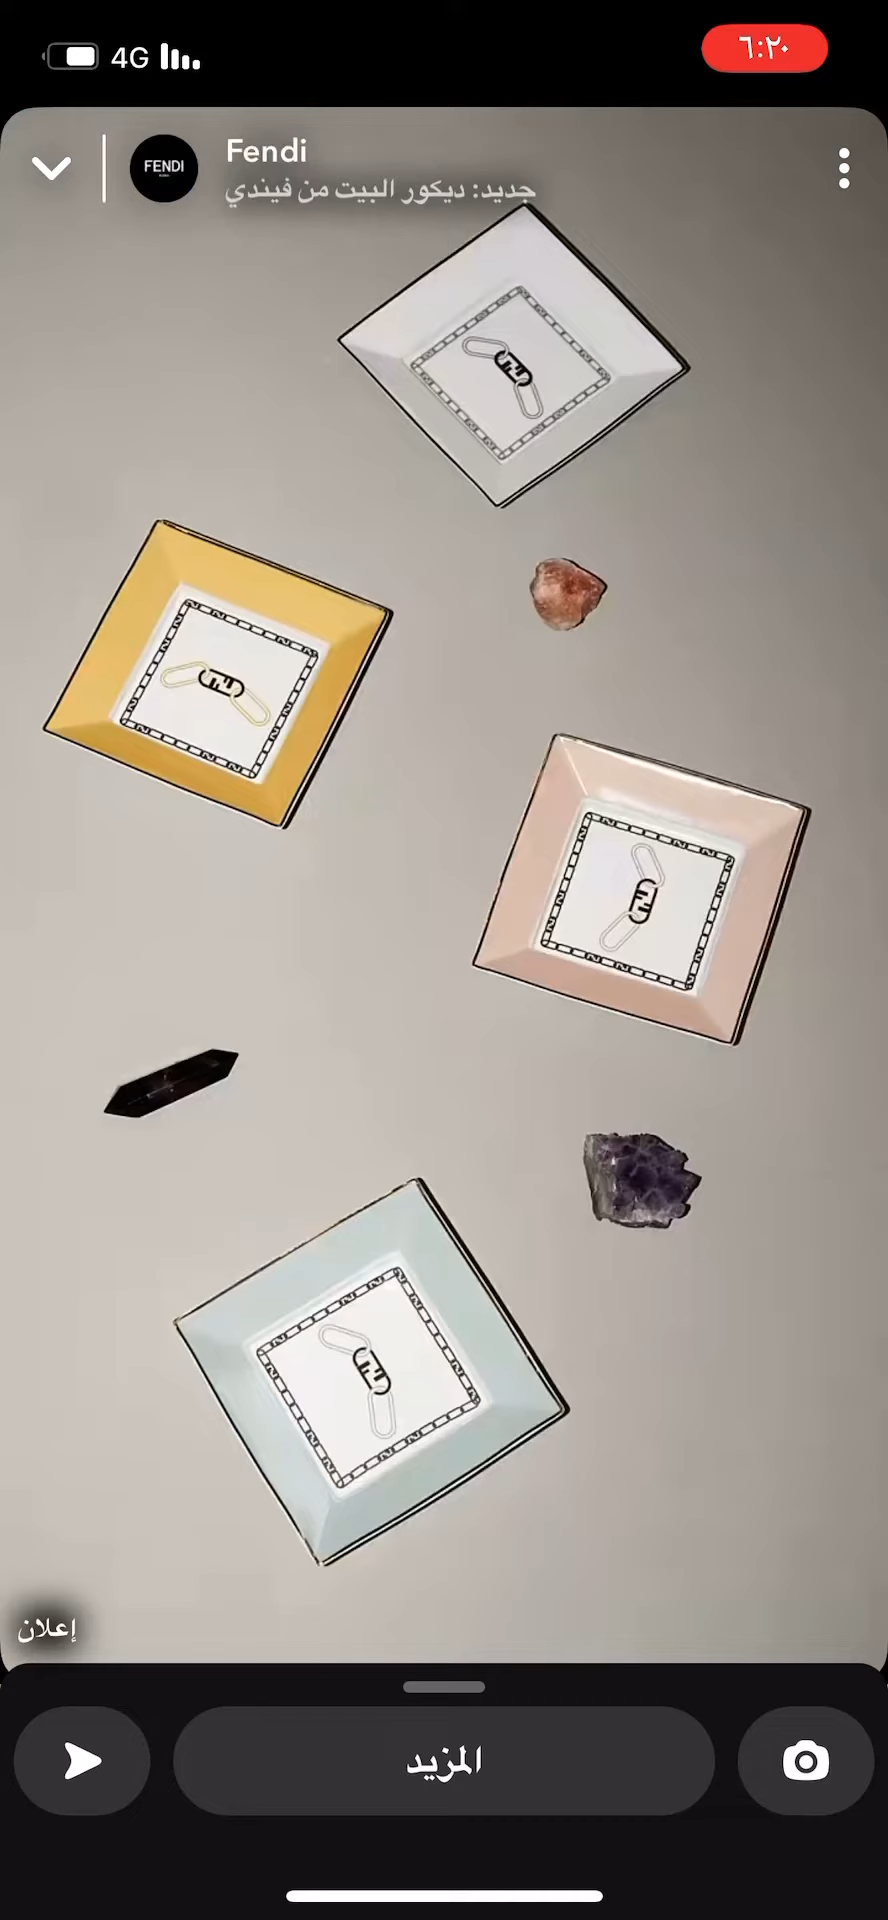 4G
٦:٢٠
FENDI
Fendi
جديد: ديكور البيت من فيندي
إعلان
المزيد